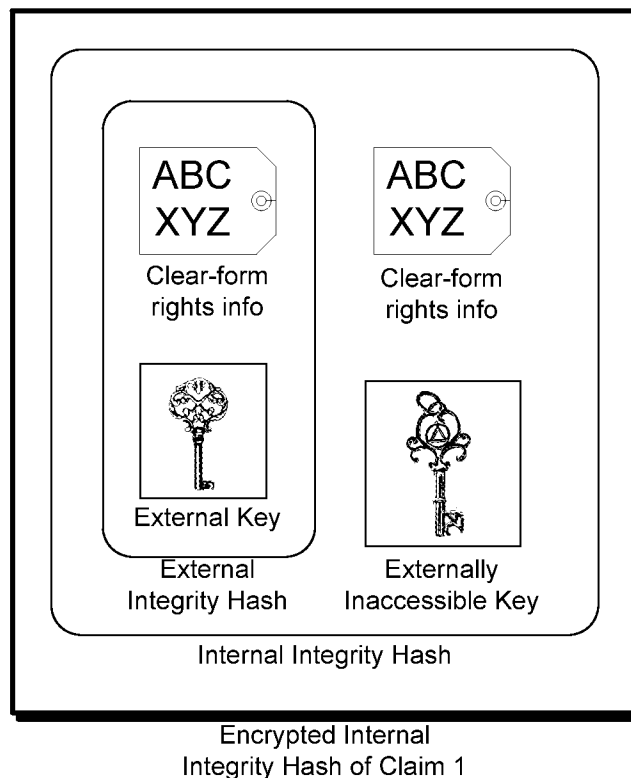 ABC
XYZ
Clear-form
rights info
ABC
XYZ
Clear-form
rights info
External Key
External
Integrity Hash
Externally
Inaccessible Key
Internal Integrity Hash
Encrypted Internal
Integrity Hash of Claim 1